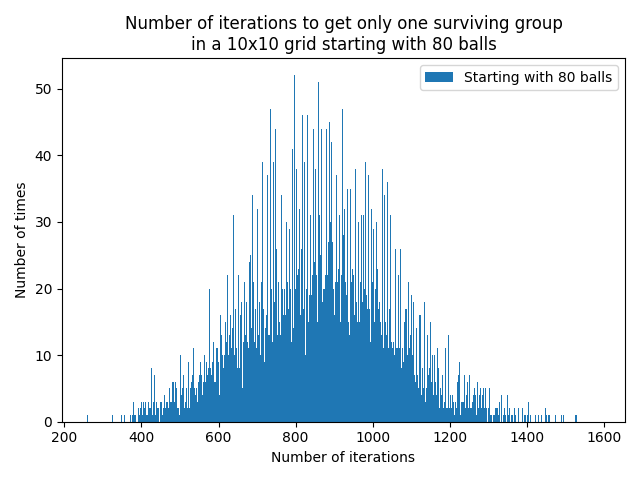 Number of iterations to get only one surviving group
in a 10x10 grid starting with 80 balls
Starting with 80 balls
Number of times
50
40
30
20
10
0
200
400
600
800
1000
1200
1400
1600
Number of iterations